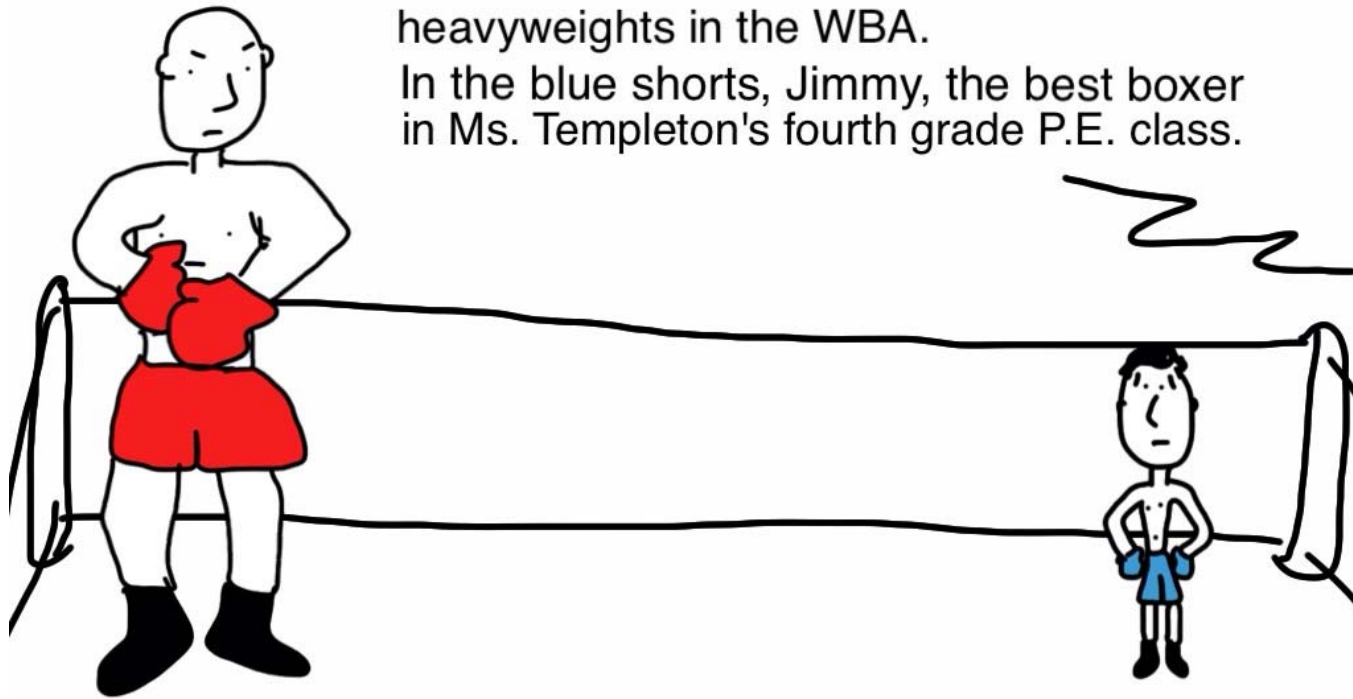 heavyweights in the WBA.
In the blue shorts, Jimmy, the best boxer
in Ms. Templeton's fourth grade P.E. class.